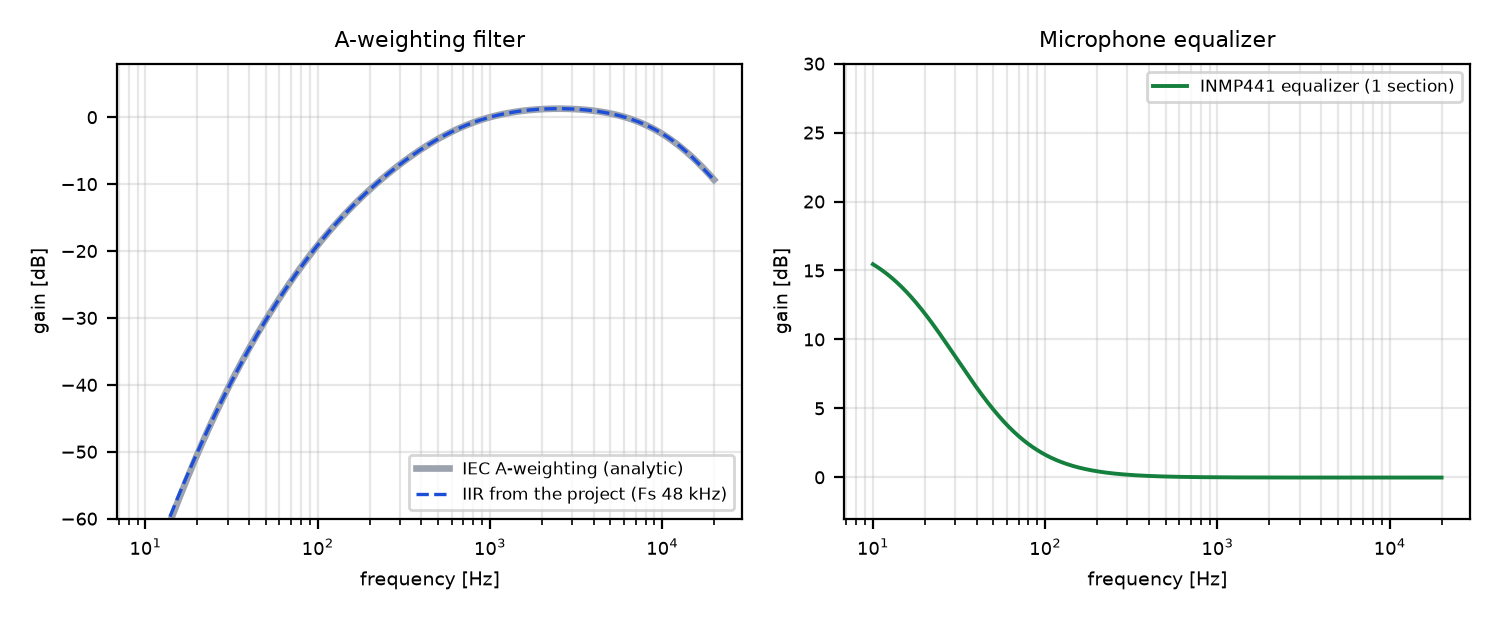 A-weighting filter
gain [dB]
0
−10
−20
−30
−40
−50
−60
IEC A-weighting (analytic)
IIR from the project (Fs 48 kHz)
10¹ 10² 10³ 10⁴
frequency [Hz]
Microphone equalizer
gain [dB]
30
25
20
15
10
5
0
INMP441 equalizer (1 section)
10¹ 10² 10³ 10⁴
frequency [Hz]